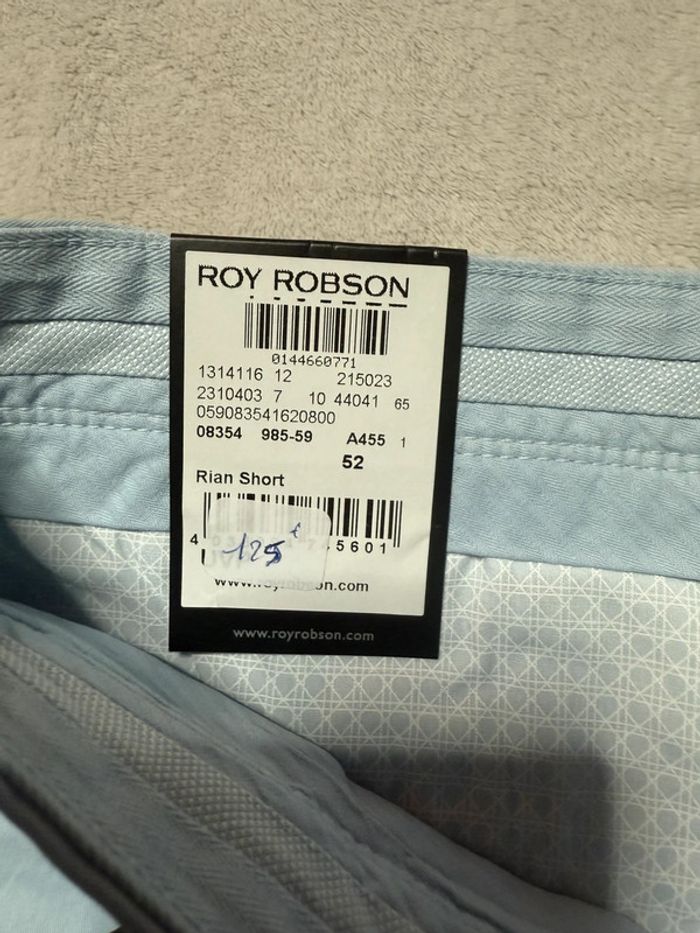 ROY ROBSON
0144660771
1314116 12 215023
2310403 7 10 44041 65
059083541620800
08354 985-59 A455 1
52
Rian Short
4 5601
125
www.royrobson.com
www.royrobson.com